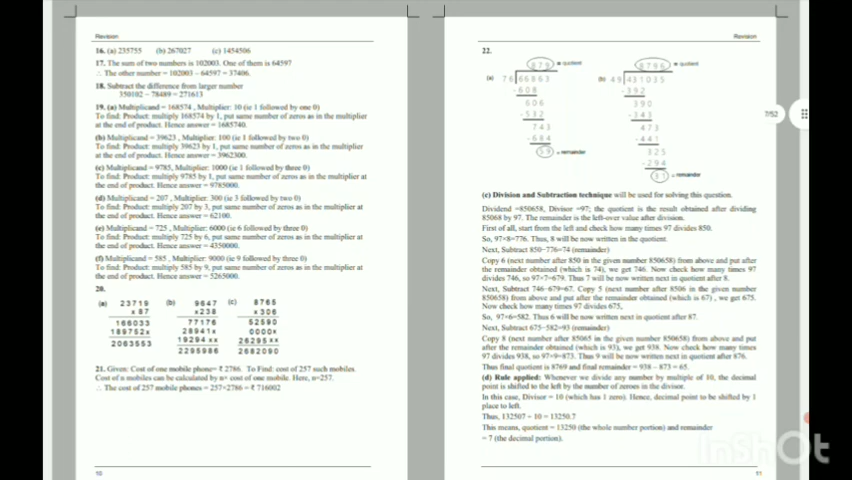 Revision
16. (a) 235755 (b) 267027 (c) 1454506
17. The sum of two numbers is 102003. One of them is 64597
∴ The other number = 102003 – 64597 = 37406.
18. Subtract the difference from larger number
350102 – 78489 = 271613
19. (a) Multiplicand = 168574 , Multiplier: 10 (ie 1 followed by one 0)
To find: Product: multiply 168574 by 1, put same number of zeros as in the multiplier
at the end of product. Hence answer = 1685740.
(b) Multiplicand = 39623 , Multiplier: 100 (ie 1 followed by two 0)
To find: Product: multiply 39623 by 1, put same number of zeros as in the multiplier
at the end of product. Hence answer = 3962300.
(c) Multiplicand = 9785, Multiplier: 1000 (ie 1 followed by three 0)
To find: Product: multiply 9785 by 1, put same number of zeros as in the multiplier at
the end of product. Hence answer = 9785000.
(d) Multiplicand = 207 , Multiplier: 300 (ie 3 followed by two 0)
To find: Product: multiply 207 by 3, put same number of zeros as in the multiplier at
the end of product. Hence answer = 62100.
(e) Multiplicand = 725 , Multiplier: 6000 (ie 6 followed by three 0)
To find: Product: multiply 725 by 6, put same number of zeros as in the multiplier at
the end of product. Hence answer = 4350000.
(f) Multiplicand = 585 , Multiplier: 9000 (ie 9 followed by three 0)
To find: Product: multiply 585 by 9, put same number of zeros as in the multiplier at
the end of product. Hence answer = 5265000.
20.
(a) 23719 (b) 9647 (c) 8765
x 87 x238 x 306
166033 77176 52590
189752x 28941x 0000x
2063553 19294xx 26295xx
2295986 2682090
21. Given: Cost of one mobile phone= ₹ 2786. To Find: cost of 257 such mobiles.
Cost of n mobiles can be calculated by n× cost of one mobile. Here, n=257.
∴ The cost of 257 mobile phones = 257×2786 = ₹ 716002
10
Revision
22.
879 = quotient 8796 = quotient
(a) 76 66863 (b) 49 431035
-608 -392
606 390
-532 -343
743 473
-684 -441
59 = remainder 325
-294
31 = remainder
(c) Division and Subtraction technique will be used for solving this question.
Dividend =850658, Divisor =97; the quotient is the result obtained after dividing
85068 by 97. The remainder is the left-over value after division.
First of all, start from the left and check how many times 97 divides 850.
So, 97×8=776. Thus, 8 will be now written in the quotient.
Next, Subtract 850–776=74 (remainder)
Copy 6 (next number after 850 in the given number 850658) from above and put after
the remainder obtained (which is 74), we get 746. Now check how many times 97
divides 746, so 97×7=679. Thus 7 will be now written next in quotient after 8.
Next, Subtract 746–679=67. Copy 5 (next number after 8506 in the given number
850658) from above and put after the remainder obtained (which is 67) , we get 675.
Now check how many times 97 divides 675,
So, 97×6=582. Thus 6 will be now written next in quotient after 87.
Next, Subtract 675–582=93 (remainder)
Copy 8 (next number after 85065 in the given number 850658) from above and put
after the remainder obtained (which is 93), we get 938. Now check how many times
97 divides 938, so 97×9=873. Thus 9 will be now written next in quotient after 876.
Thus final quotient is 8769 and final remainder = 938 – 873 = 65.
(d) Rule applied: Whenever we divide any number by multiple of 10, the decimal
point is shifted to the left by the number of zeroes in the divisor.
In this case, Divisor = 10 (which has 1 zero). Hence, decimal point to be shifted by 1
place to left.
Thus, 132507 ÷ 10 = 13250.7
This means, quotient = 13250 (the whole number portion) and remainder
= 7 (the decimal portion).
11
7/52
InShOt